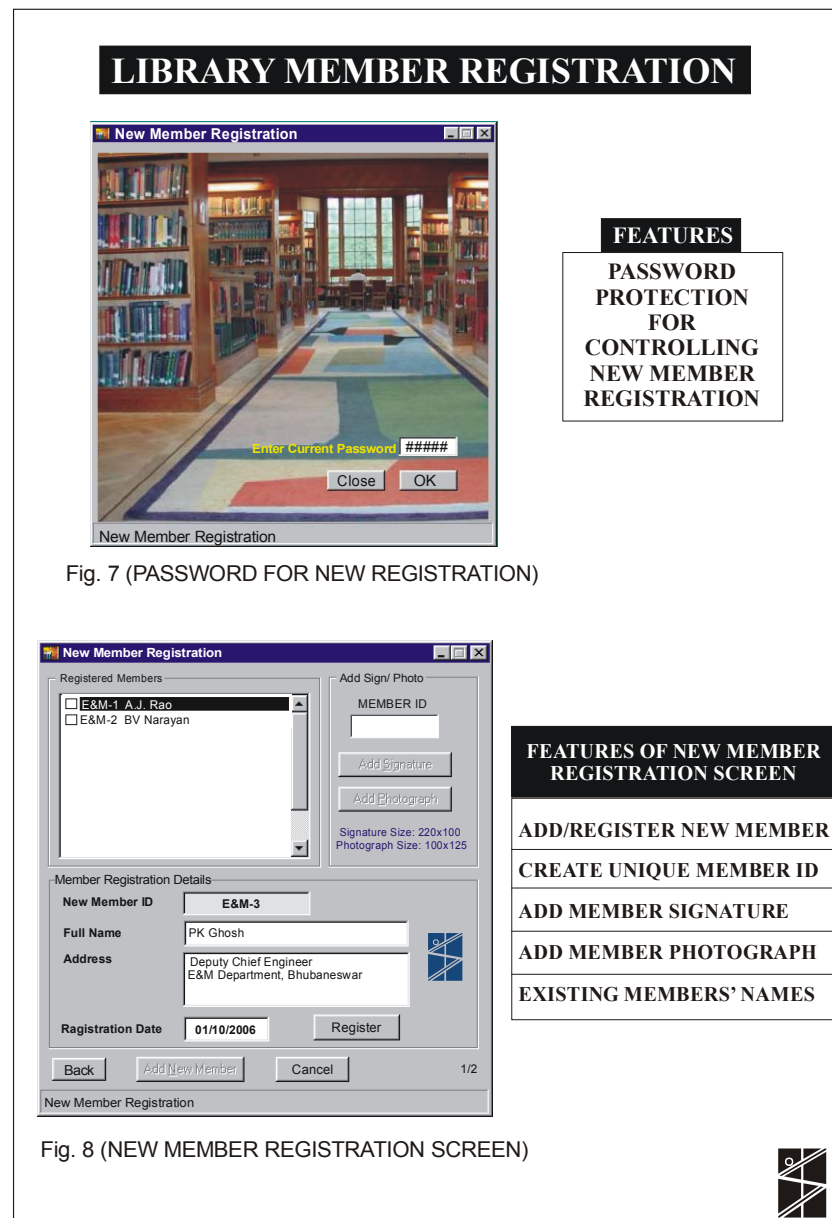 LIBRARY MEMBER REGISTRATION
New Member Registration
Enter Current Password #####
Close OK
New Member Registration
Fig. 7 (PASSWORD FOR NEW REGISTRATION)
FEATURES
PASSWORD
PROTECTION
FOR
CONTROLLING
NEW MEMBER
REGISTRATION
New Member Registration
Registered Members
E&M-1 A.J. Rao
E&M-2 BV Narayan
Add Sign/ Photo
MEMBER ID
Add Signature
Add Photograph
Signature Size: 220x100
Photograph Size: 100x125
Member Registration Details
New Member ID E&M-3
Full Name PK Ghosh
Address Deputy Chief Engineer
E&M Department, Bhubaneswar
Ragistration Date 01/10/2006 Register
Back Add New Member Cancel 1/2
New Member Registration
Fig. 8 (NEW MEMBER REGISTRATION SCREEN)
FEATURES OF NEW MEMBER
REGISTRATION SCREEN
ADD/REGISTER NEW MEMBER
CREATE UNIQUE MEMBER ID
ADD MEMBER SIGNATURE
ADD MEMBER PHOTOGRAPH
EXISTING MEMBERS' NAMES